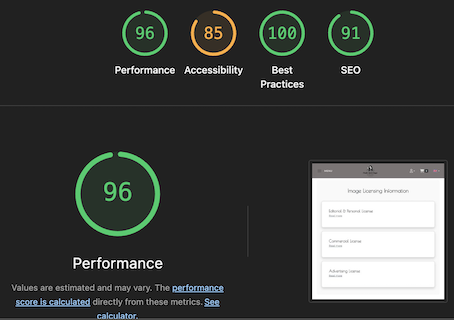 96
85
100
91
Performance
Accessibility
Best
Practices
SEO
96
Performance
Values are estimated and may vary. The performance
score is calculated directly from these metrics. See
calculator.
Image Licensing Information
Editorial & Personal License
Commercial License
Advertising License